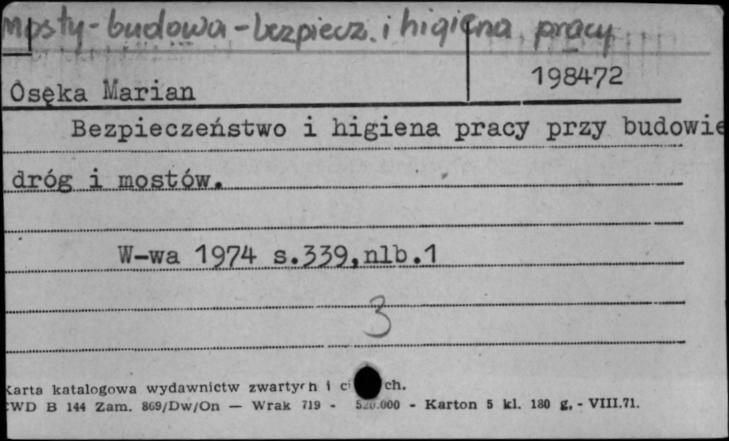 Mosty-budowa-bezpiecz. i higiena pracy
198472
Osęka Marian
Bezpieczeństwo i higiena pracy przy budowie
dróg i mostów.
W-wa 1974 s.339,nlb.1
3
Karta katalogowa wydawnictw zwartych i ch.
CWD B 144 Zam. 869/Dw/On — Wrak 719 - 520.000 - Karton 5 kl. 180 g. - VIII.71.